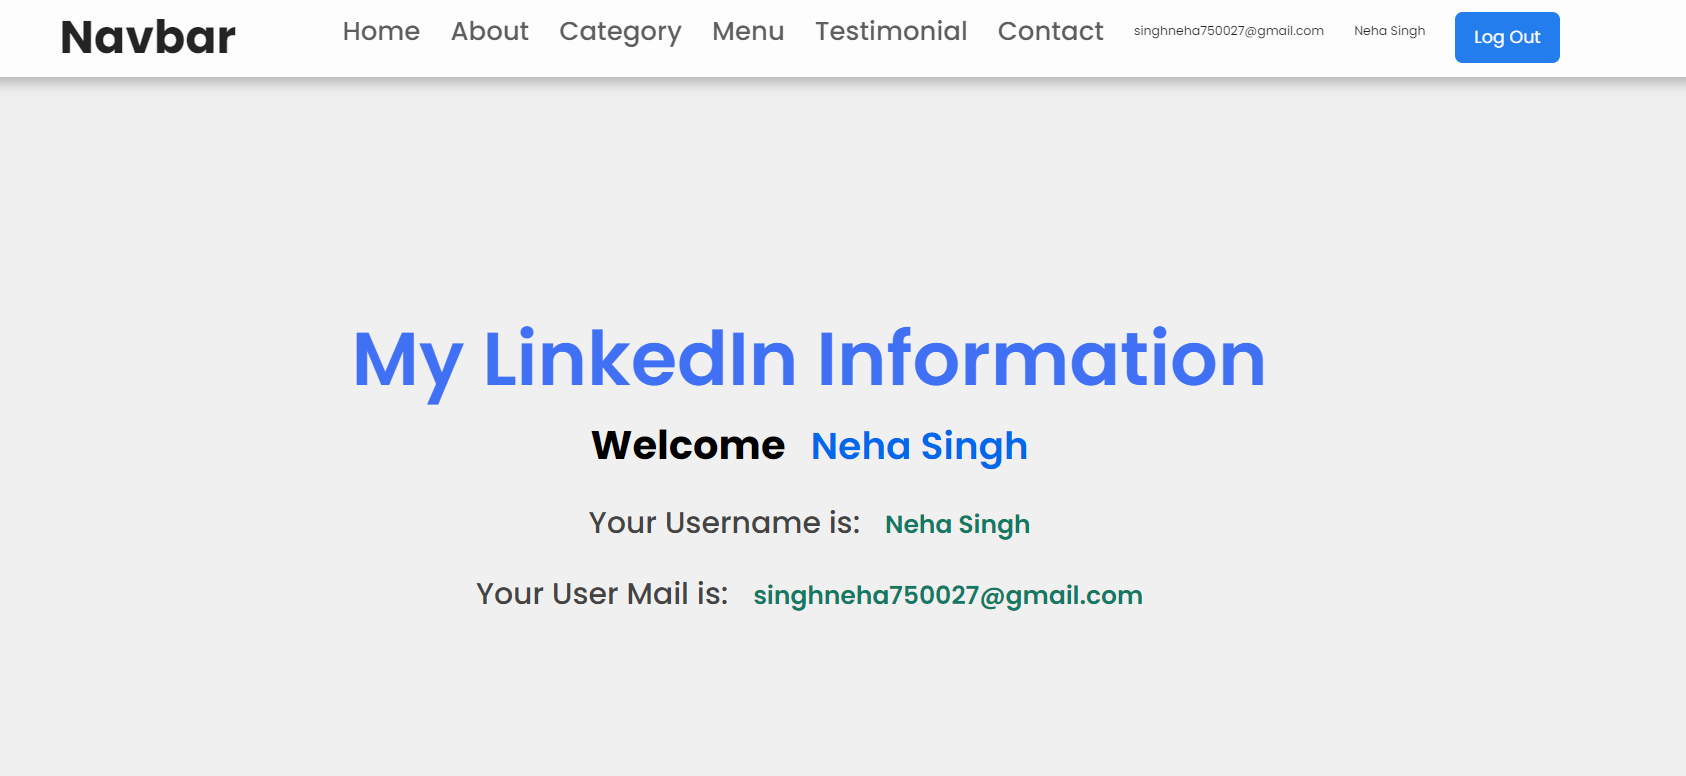 Navbar Home About Category Menu Testimonial Contact singhneha750027@gmail.com Neha Singh Log Out
My LinkedIn Information
Welcome Neha Singh
Your Username is: Neha Singh
Your User Mail is: singhneha750027@gmail.com